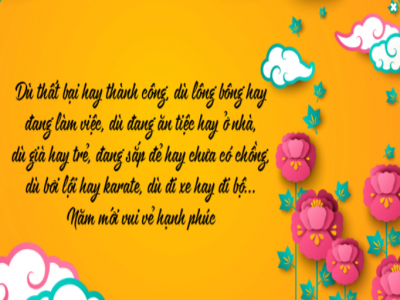 Dù thất bại hay thành công, dù lông bông hay
đang làm việc, dù đang ăn tiệc hay ở nhà,
dù già hay trẻ, đang sắp đẻ hay chưa có chồng,
dù bơi lội hay karate, dù đi xe hay đi bộ...
Năm mới vui vẻ hạnh phúc